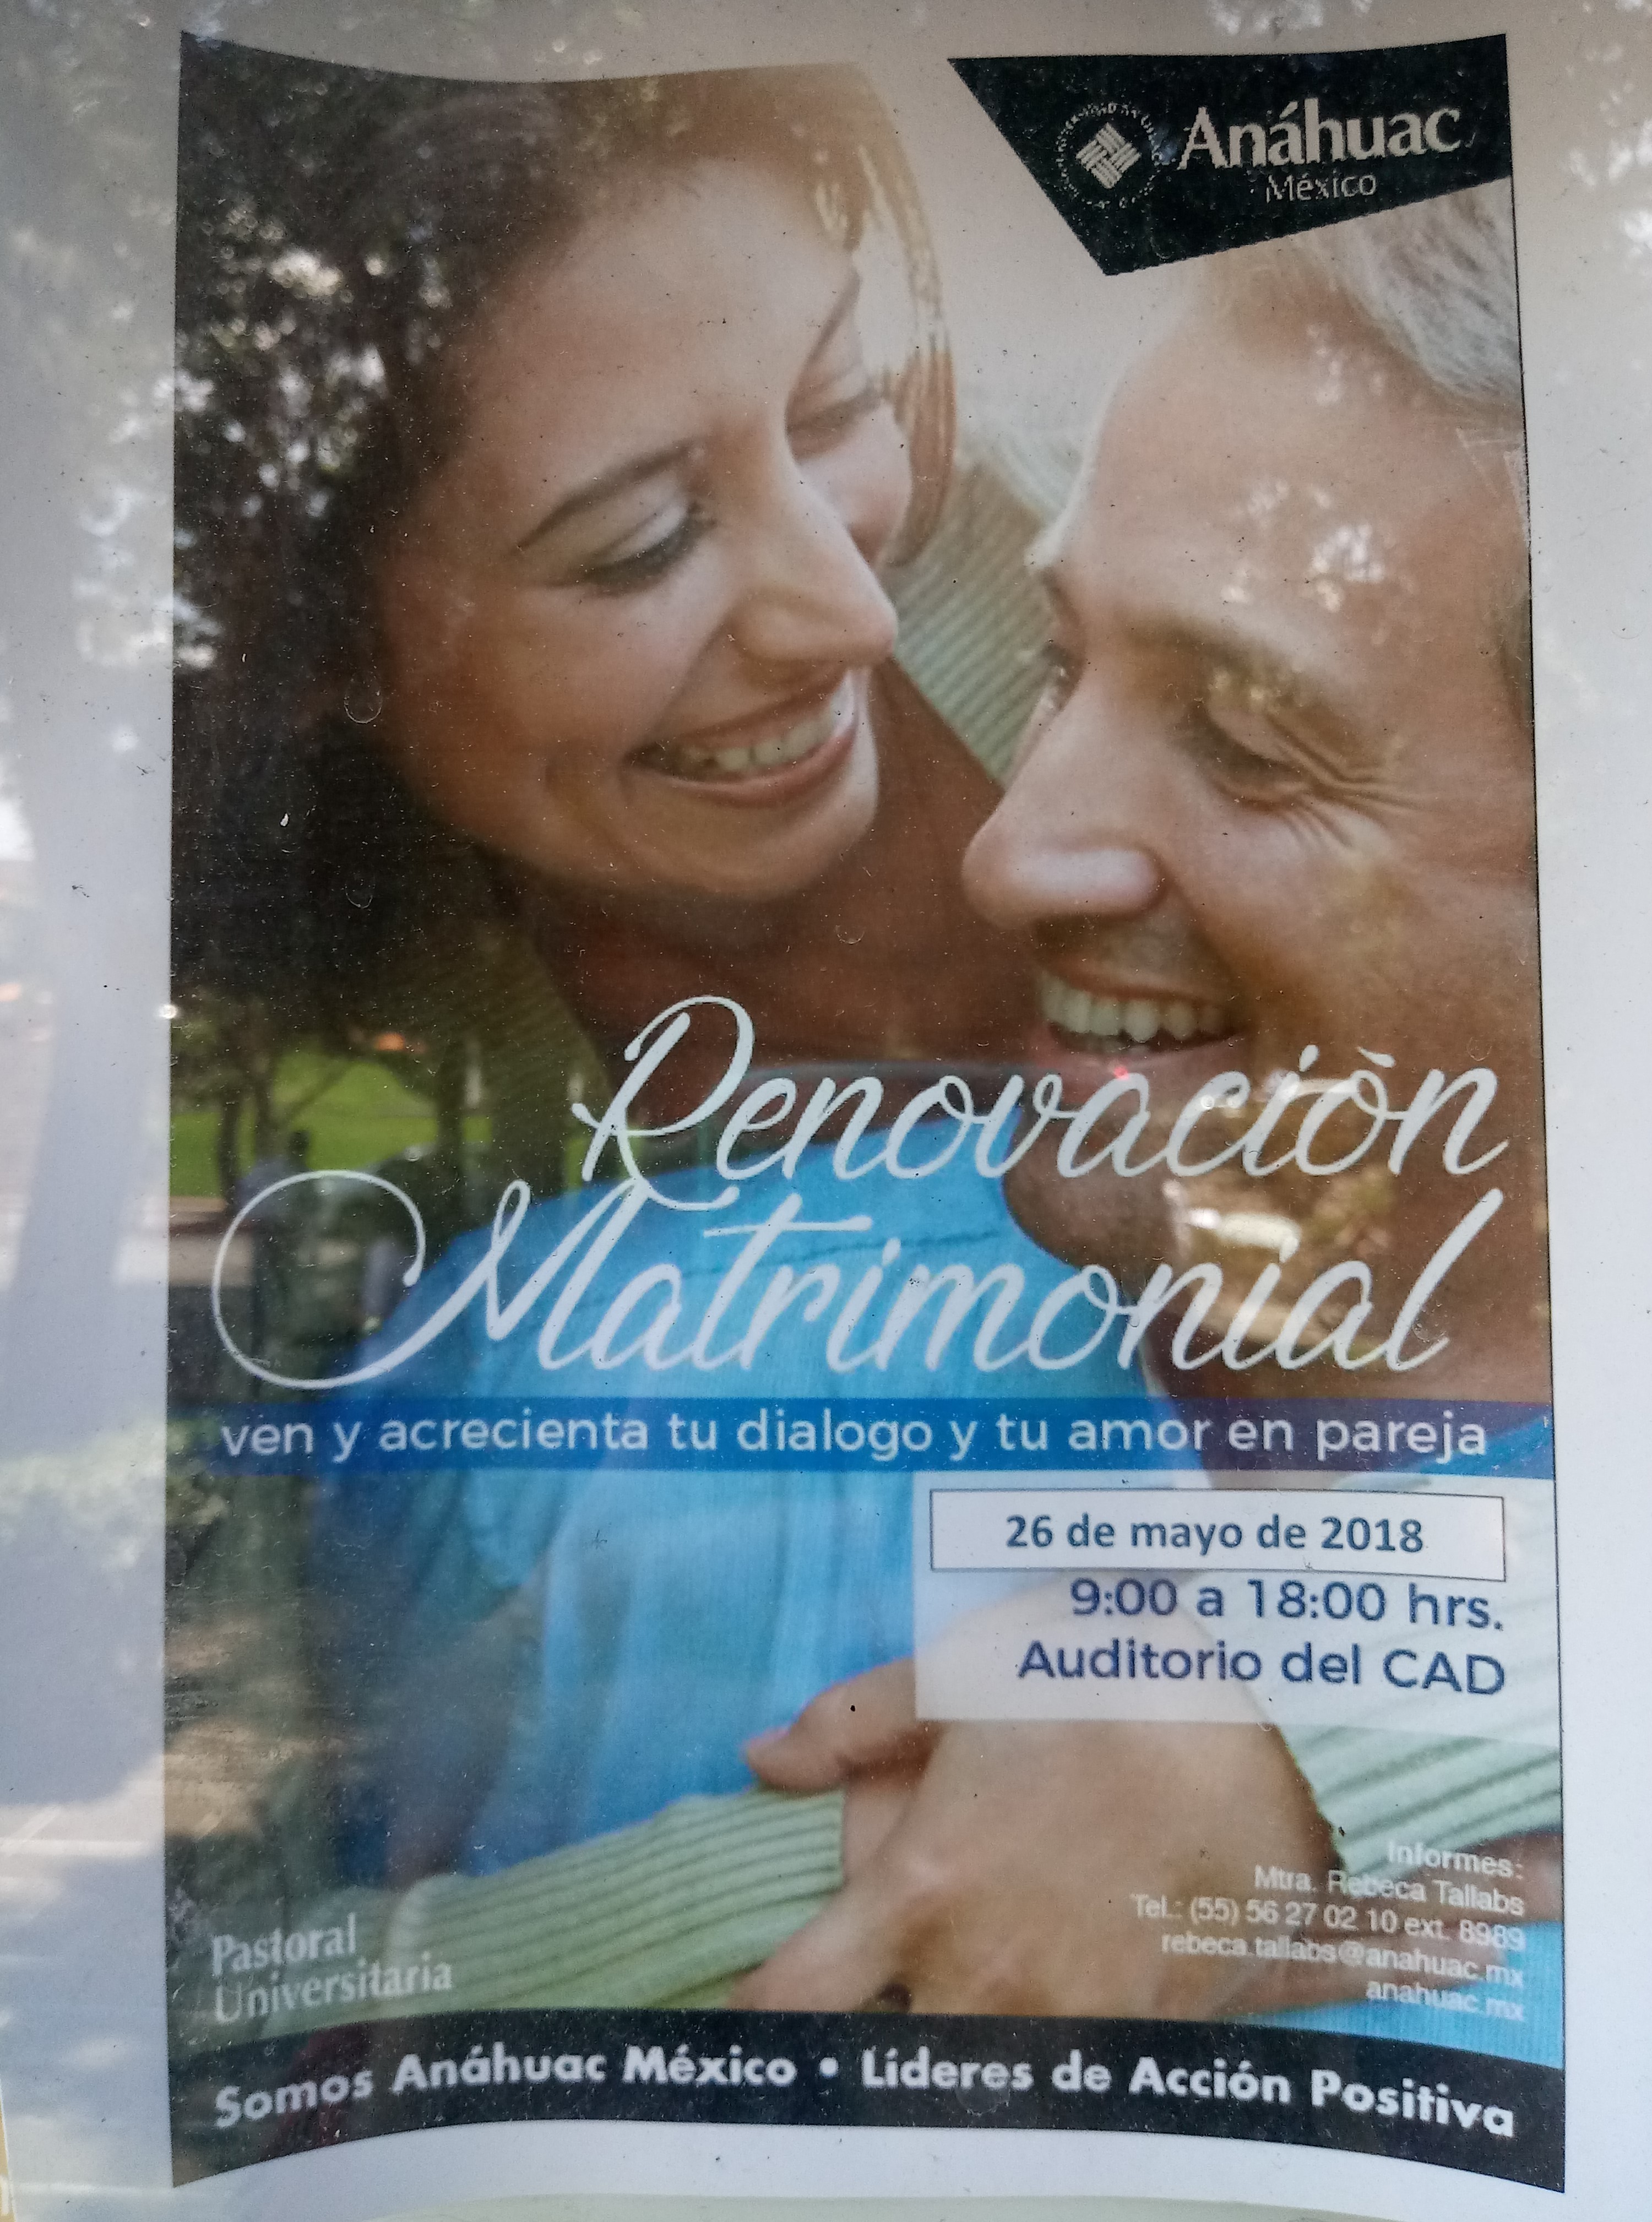 Anáhuac
México
Renovaciòn
Matrimonial
ven y acrecienta tu dialogo y tu amor en pareja
26 de mayo de 2018
9:00 a 18:00 hrs.
Auditorio del CAD
Informes:
Mtra. Rebeca Tallabs
Tel.: (55) 56 27 02 10 ext. 8989
rebeca.tallabs@anahuac.mx
anahuac.mx
Pastoral
Universitaria
Somos Anáhuac México • Líderes de Acción Positiva